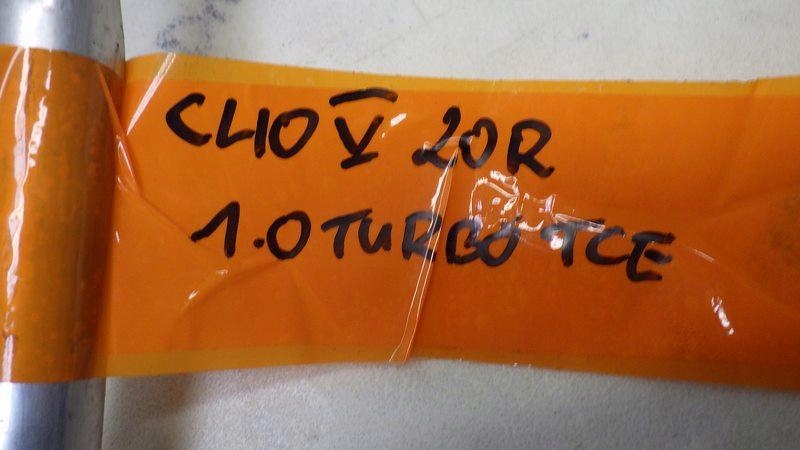 CLIO V 20R
1.0 TURBO TCE